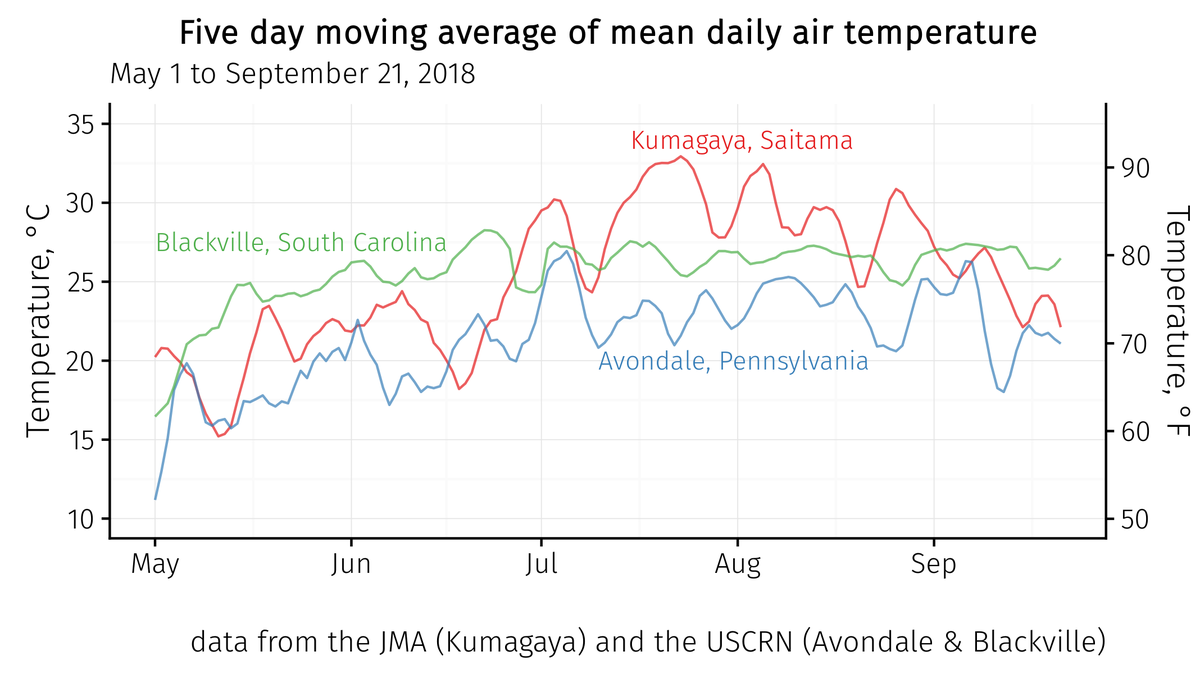 Five day moving average of mean daily air temperature
May 1 to September 21, 2018
Temperature, °C
35
30
25
20
15
10
Kumagaya, Saitama
Blackville, South Carolina
Avondale, Pennsylvania
90
80
70
60
50
Temperature, °F
May Jun Jul Aug Sep
data from the JMA (Kumagaya) and the USCRN (Avondale & Blackville)